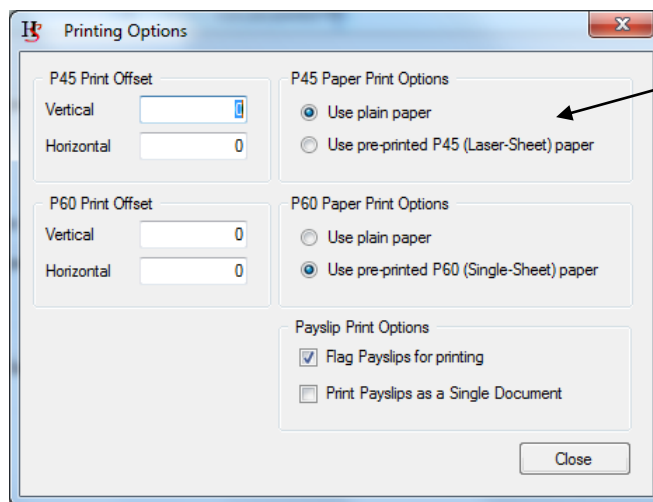 HS Printing Options
P45 Print Offset
Vertical 0
Horizontal 0
P45 Paper Print Options
Use plain paper
Use pre-printed P45 (Laser-Sheet) paper
P60 Print Offset
Vertical 0
Horizontal 0
P60 Paper Print Options
Use plain paper
Use pre-printed P60 (Single-Sheet) paper
Payslip Print Options
Flag Payslips for printing
Print Payslips as a Single Document
Close